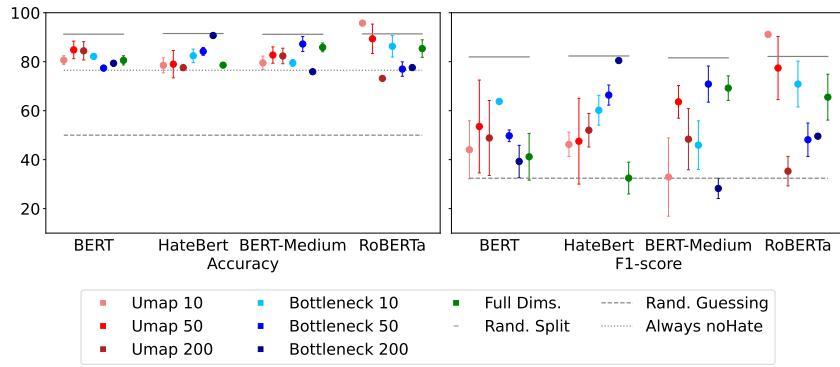 100
80
60
40
20
BERT HateBert BERT-Medium RoBERTa
Accuracy
BERT HateBert BERT-Medium RoBERTa
F1-score
Umap 10 Bottleneck 10 Full Dims. Rand. Guessing
Umap 50 Bottleneck 50 Rand. Split Always noHate
Umap 200 Bottleneck 200